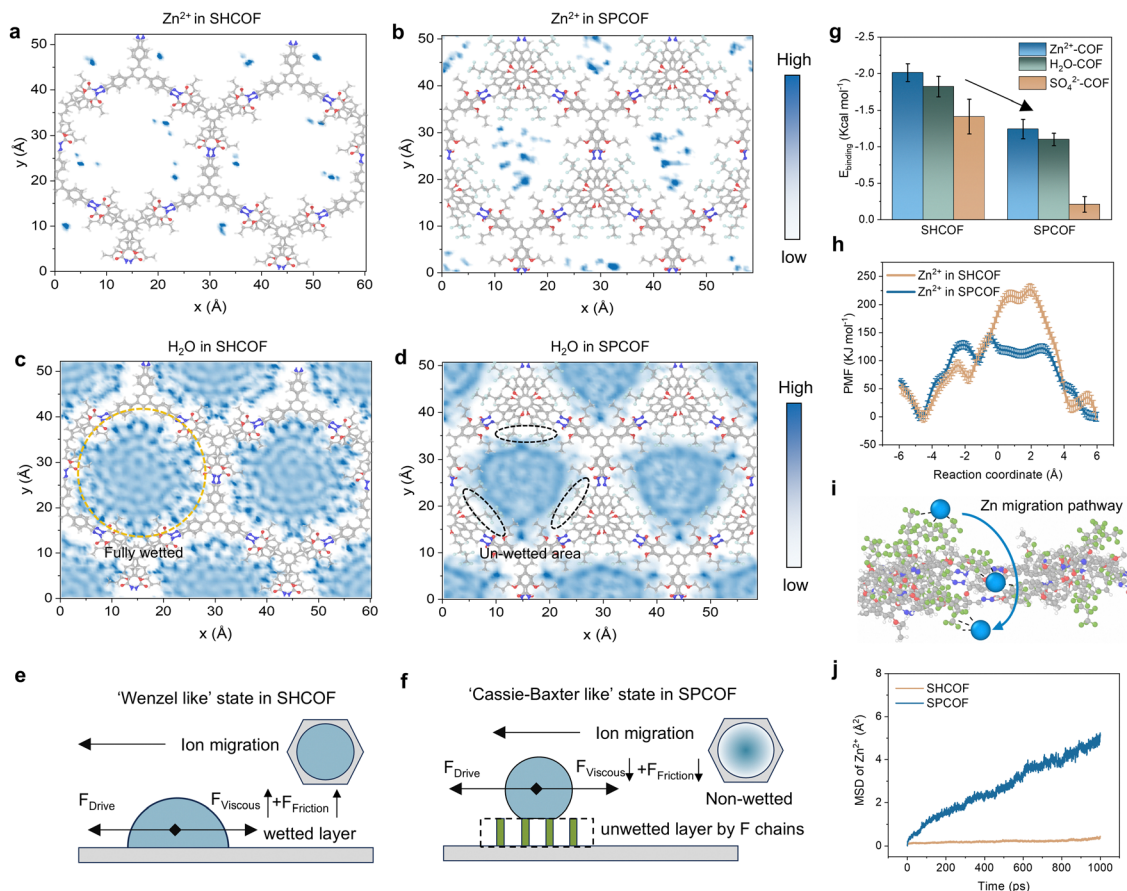 a
Zn²⁺ in SHCOF
50
40
30
20
10
0
y (Å)
0 10 20 30 40 50 60
x (Å)
b
Zn²⁺ in SPCOF
50
40
30
20
10
0
y (Å)
0 10 20 30 40 50
x (Å)
High
low
g
-2.5
-2.0
-1.5
-1.0
-0.5
0.0
E_binding (Kcal mol⁻¹)
Zn²⁺-COF
H₂O-COF
SO₄²⁻-COF
SHCOF SPCOF
h
Zn²⁺ in SHCOF
Zn²⁺ in SPCOF
250
200
150
100
50
0
-50
PMF (KJ mol⁻¹)
-6 -4 -2 0 2 4 6
Reaction coordinate (Å)
c
H₂O in SHCOF
50
40
30
20
10
0
y (Å)
Fully wetted
0 10 20 30 40 50 60
x (Å)
d
H₂O in SPCOF
50
40
30
20
10
0
y (Å)
Un-wetted area
0 10 20 30 40 50
x (Å)
High
low
i
Zn migration pathway
e
'Wenzel like' state in SHCOF
Ion migration
F_Drive
F_Viscous +F_Friction
wetted layer
f
'Cassie-Baxter like' state in SPCOF
Ion migration
F_Drive
F_Viscous +F_Friction
Non-wetted
unwetted layer by F chains
j
SHCOF
SPCOF
8
6
4
2
0
MSD of Zn²⁺ (Å²)
0 200 400 600 800 1000
Time (ps)